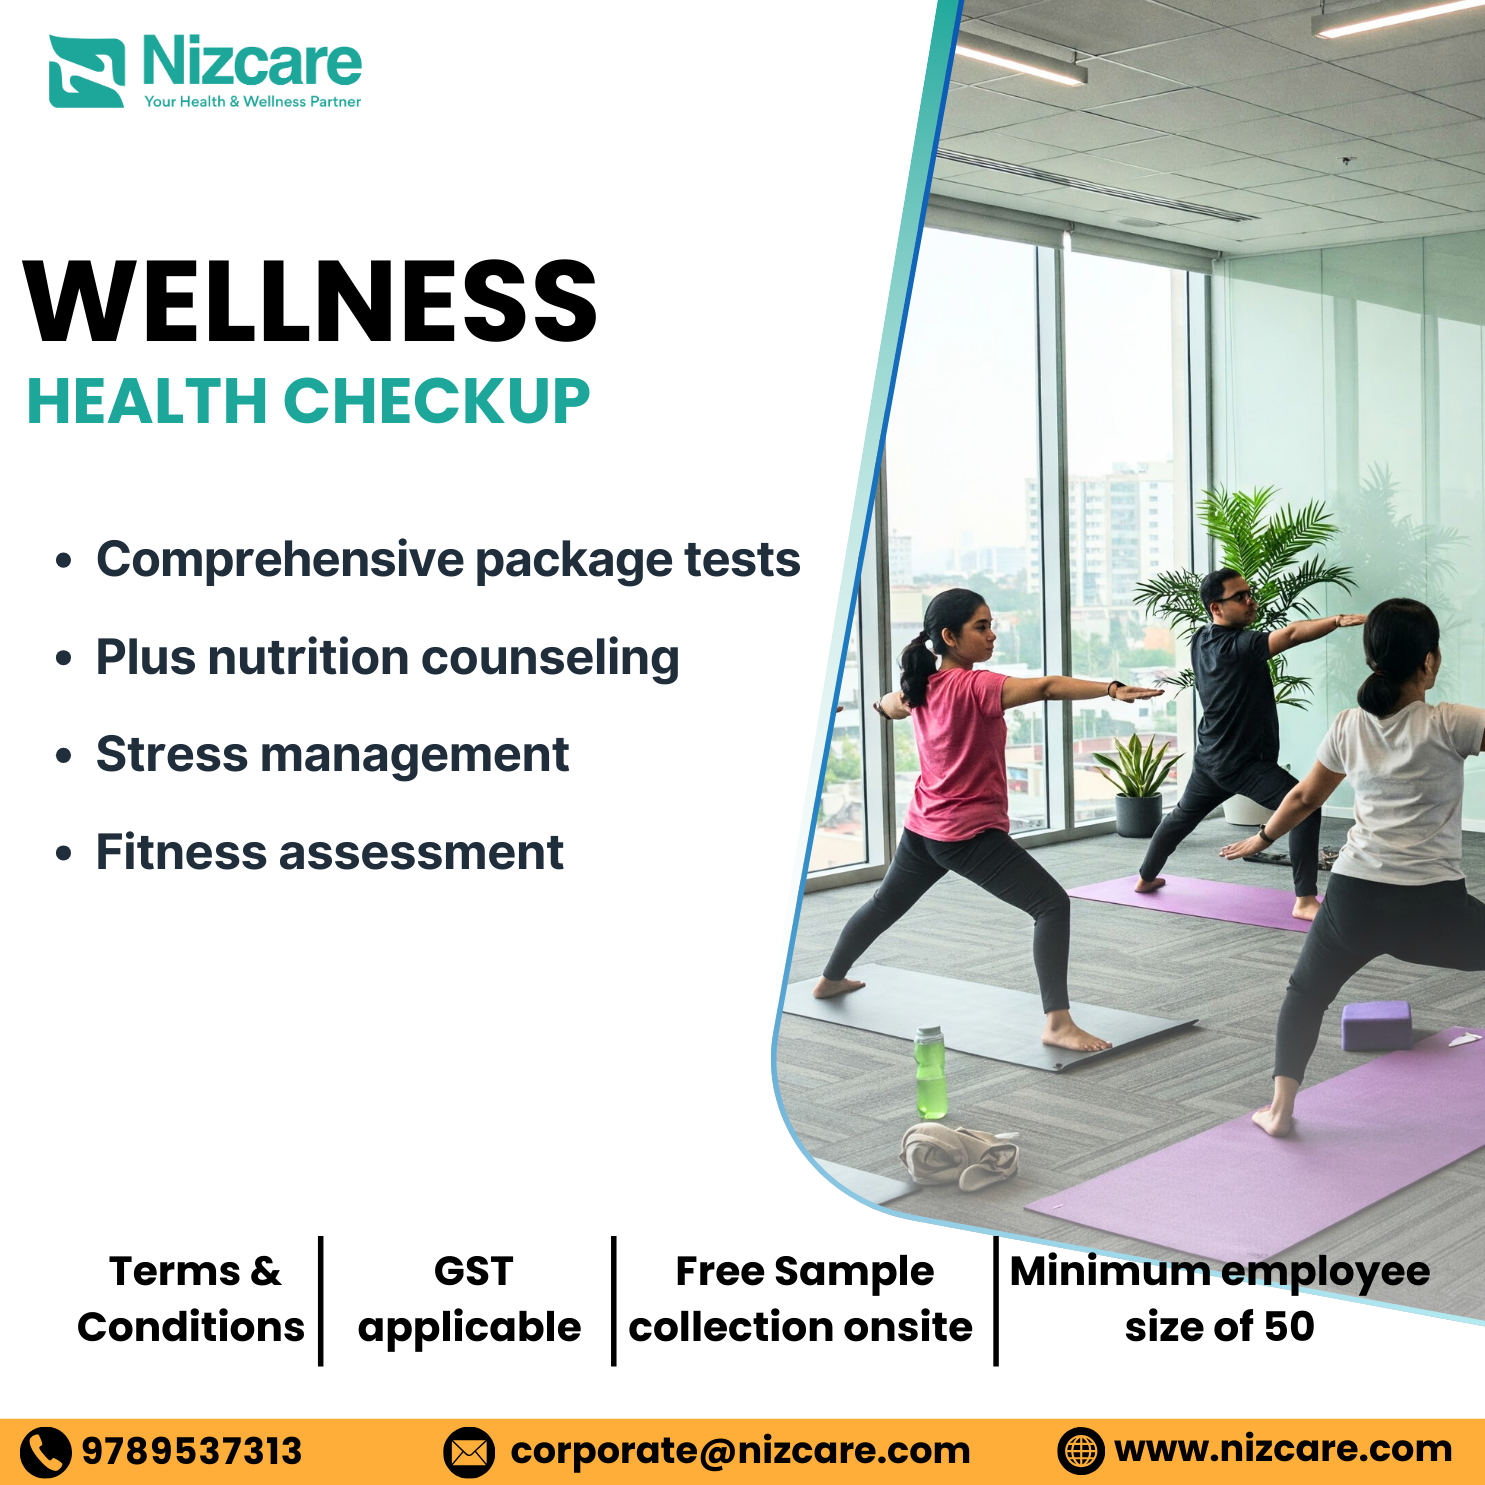 Nizcare
Your Health & Wellness Partner
WELLNESS
HEALTH CHECKUP
• Comprehensive package tests
• Plus nutrition counseling
• Stress management
• Fitness assessment
Terms &
Conditions
GST
applicable
Free Sample
collection onsite
Minimum employee
size of 50
9789537313
corporate@nizcare.com
www.nizcare.com